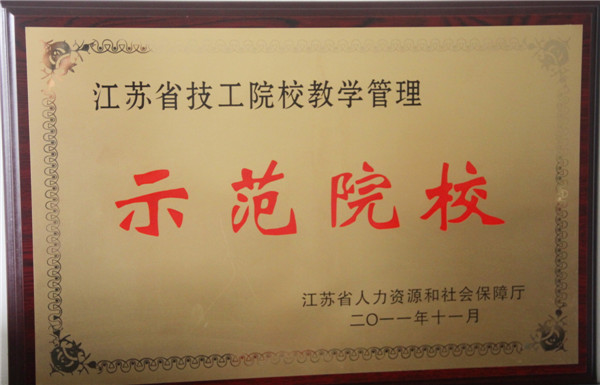 江苏省技工院校教学管理
示范院校
江苏省人力资源和社会保障厅
二〇一一年十一月